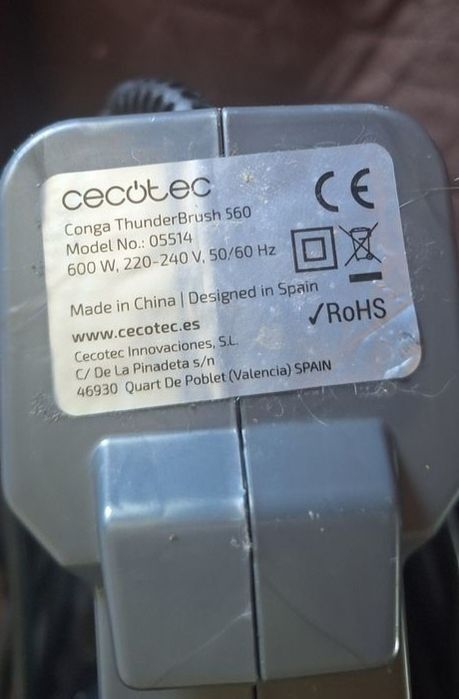 cecotec
Conga ThunderBrush 560
Model No.: 05514
600 W, 220-240 V, 50/60 Hz
CE
Made in China | Designed in Spain
✓RoHS
www.cecotec.es
Cecotec Innovaciones, S.L.
C/ De La Pinadeta s/n
46930 Quart De Poblet (Valencia) SPAIN